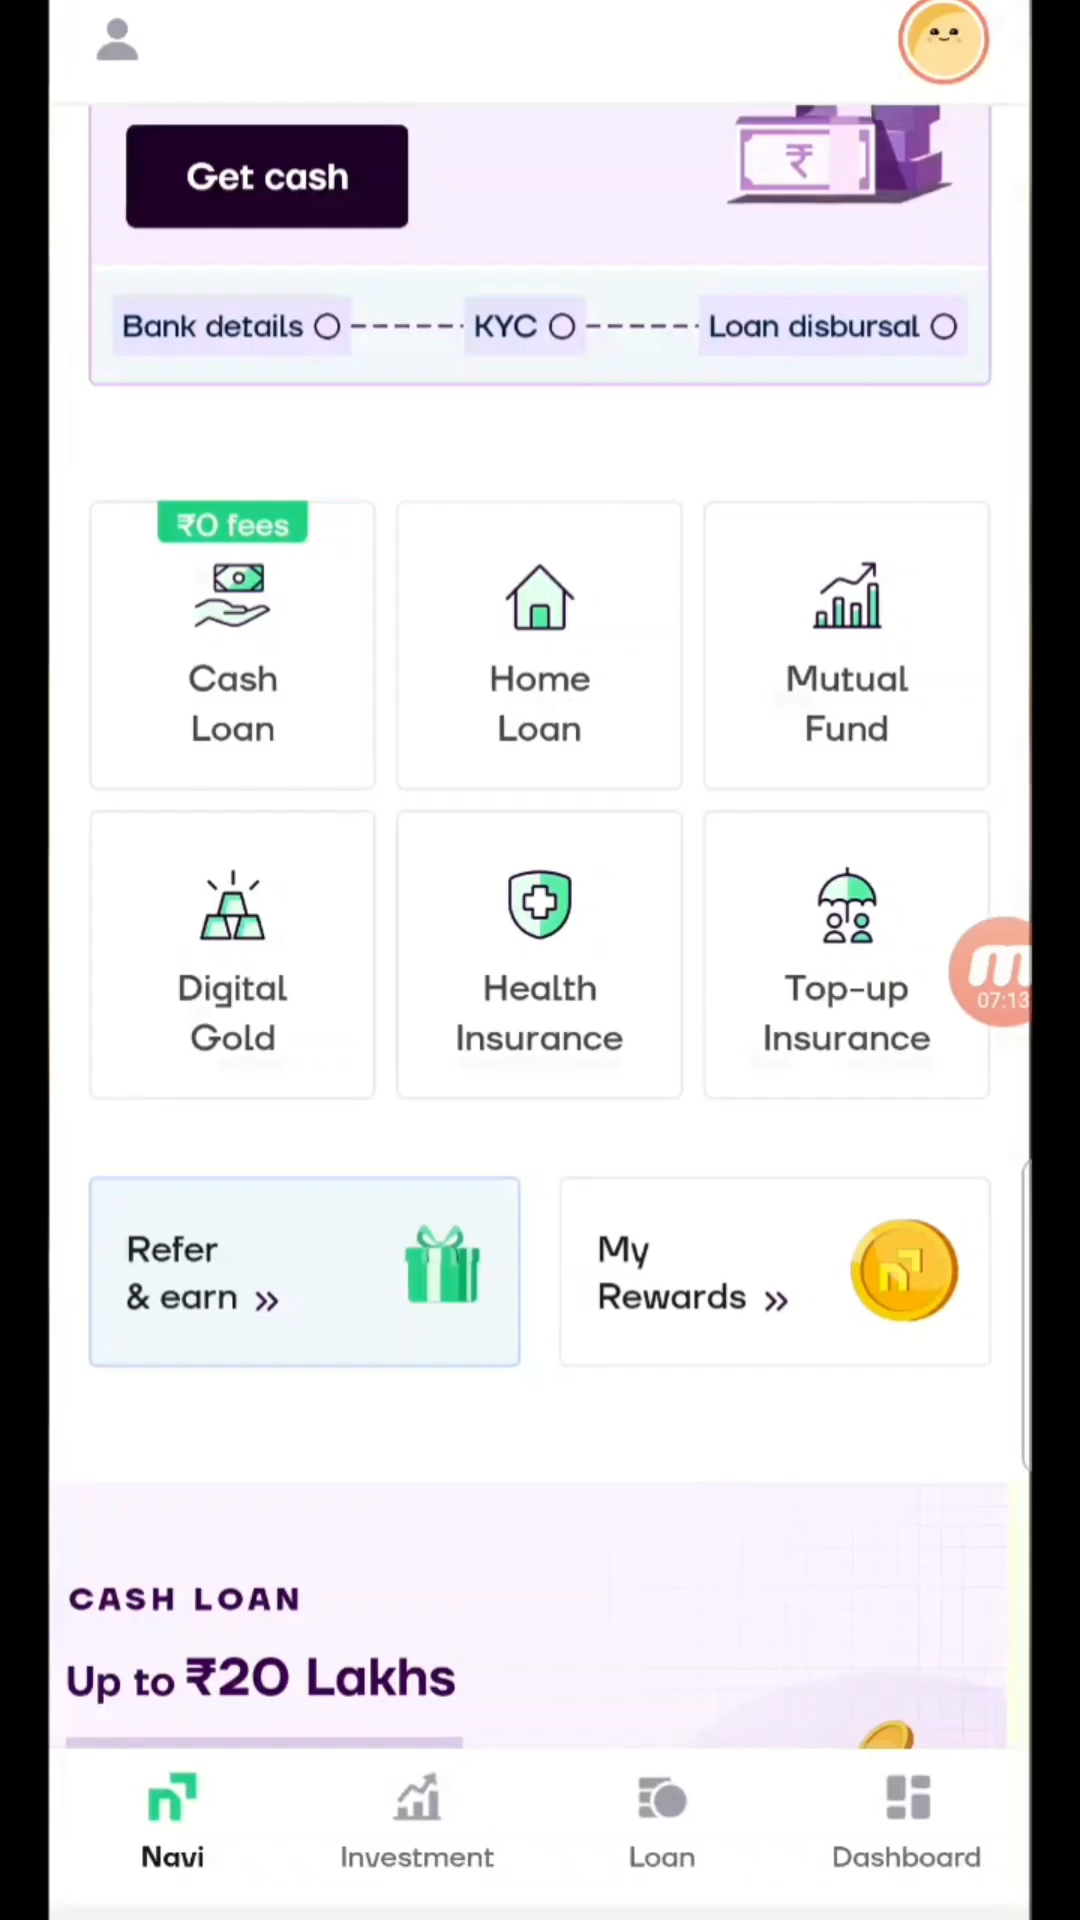 Get cash
₹
Bank details
KYC
Loan disbursal
₹0 fees
Cash
Loan
Home
Loan
Mutual
Fund
Digital
Gold
Health
Insurance
Top-up
Insurance
07:13
Refer
& earn »
My
Rewards »
CASH LOAN
Up to ₹20 Lakhs
Navi
Investment
Loan
Dashboard